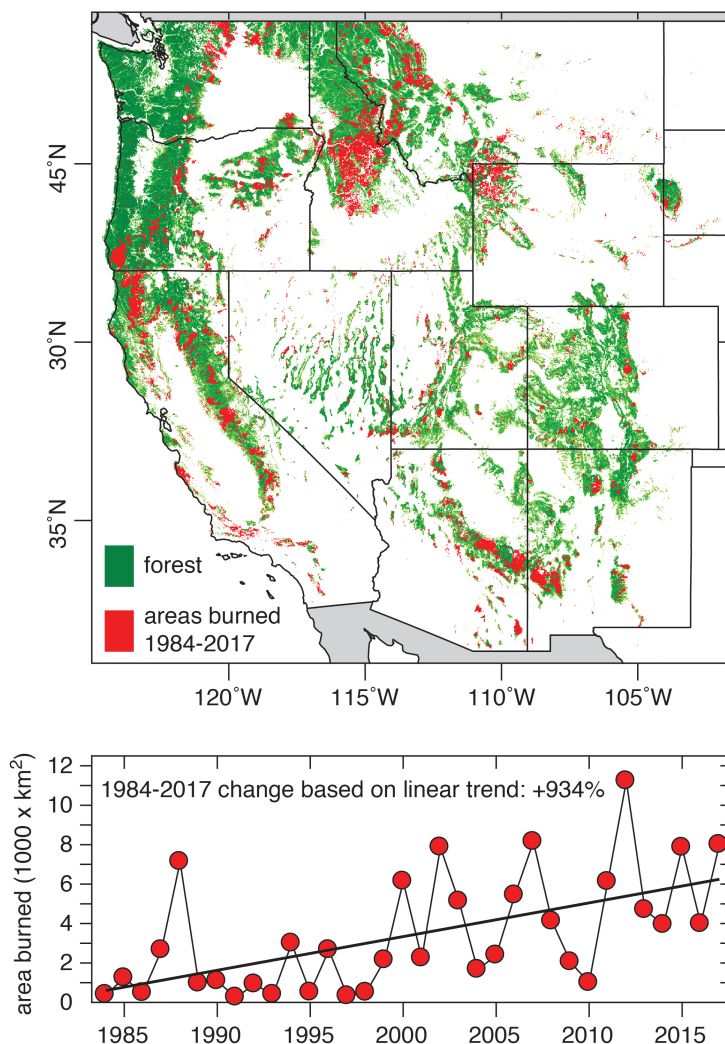 45°N
30°N
35°N
forest
areas burned
1984-2017
120°W 115°W 110°W 105°W
area burned (1000 x km²)
1984-2017 change based on linear trend: +934%
12
10
8
6
4
2
0
1985 1990 1995 2000 2005 2010 2015